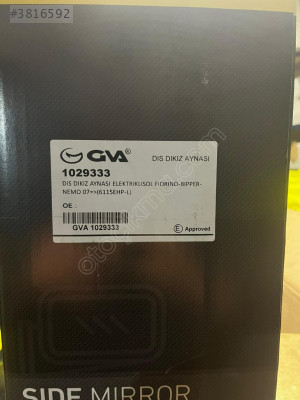 #3816592
GVA
DIS DIKIZ AYNASI
1029333
DIS DIKIZ AYNASI ELEKTRIKLISOL FIORINO-BIPPER-
NEMO 07=>(6115EHP-L)
OE :
GVA 1029333
E Approved
SIDE MIRROR